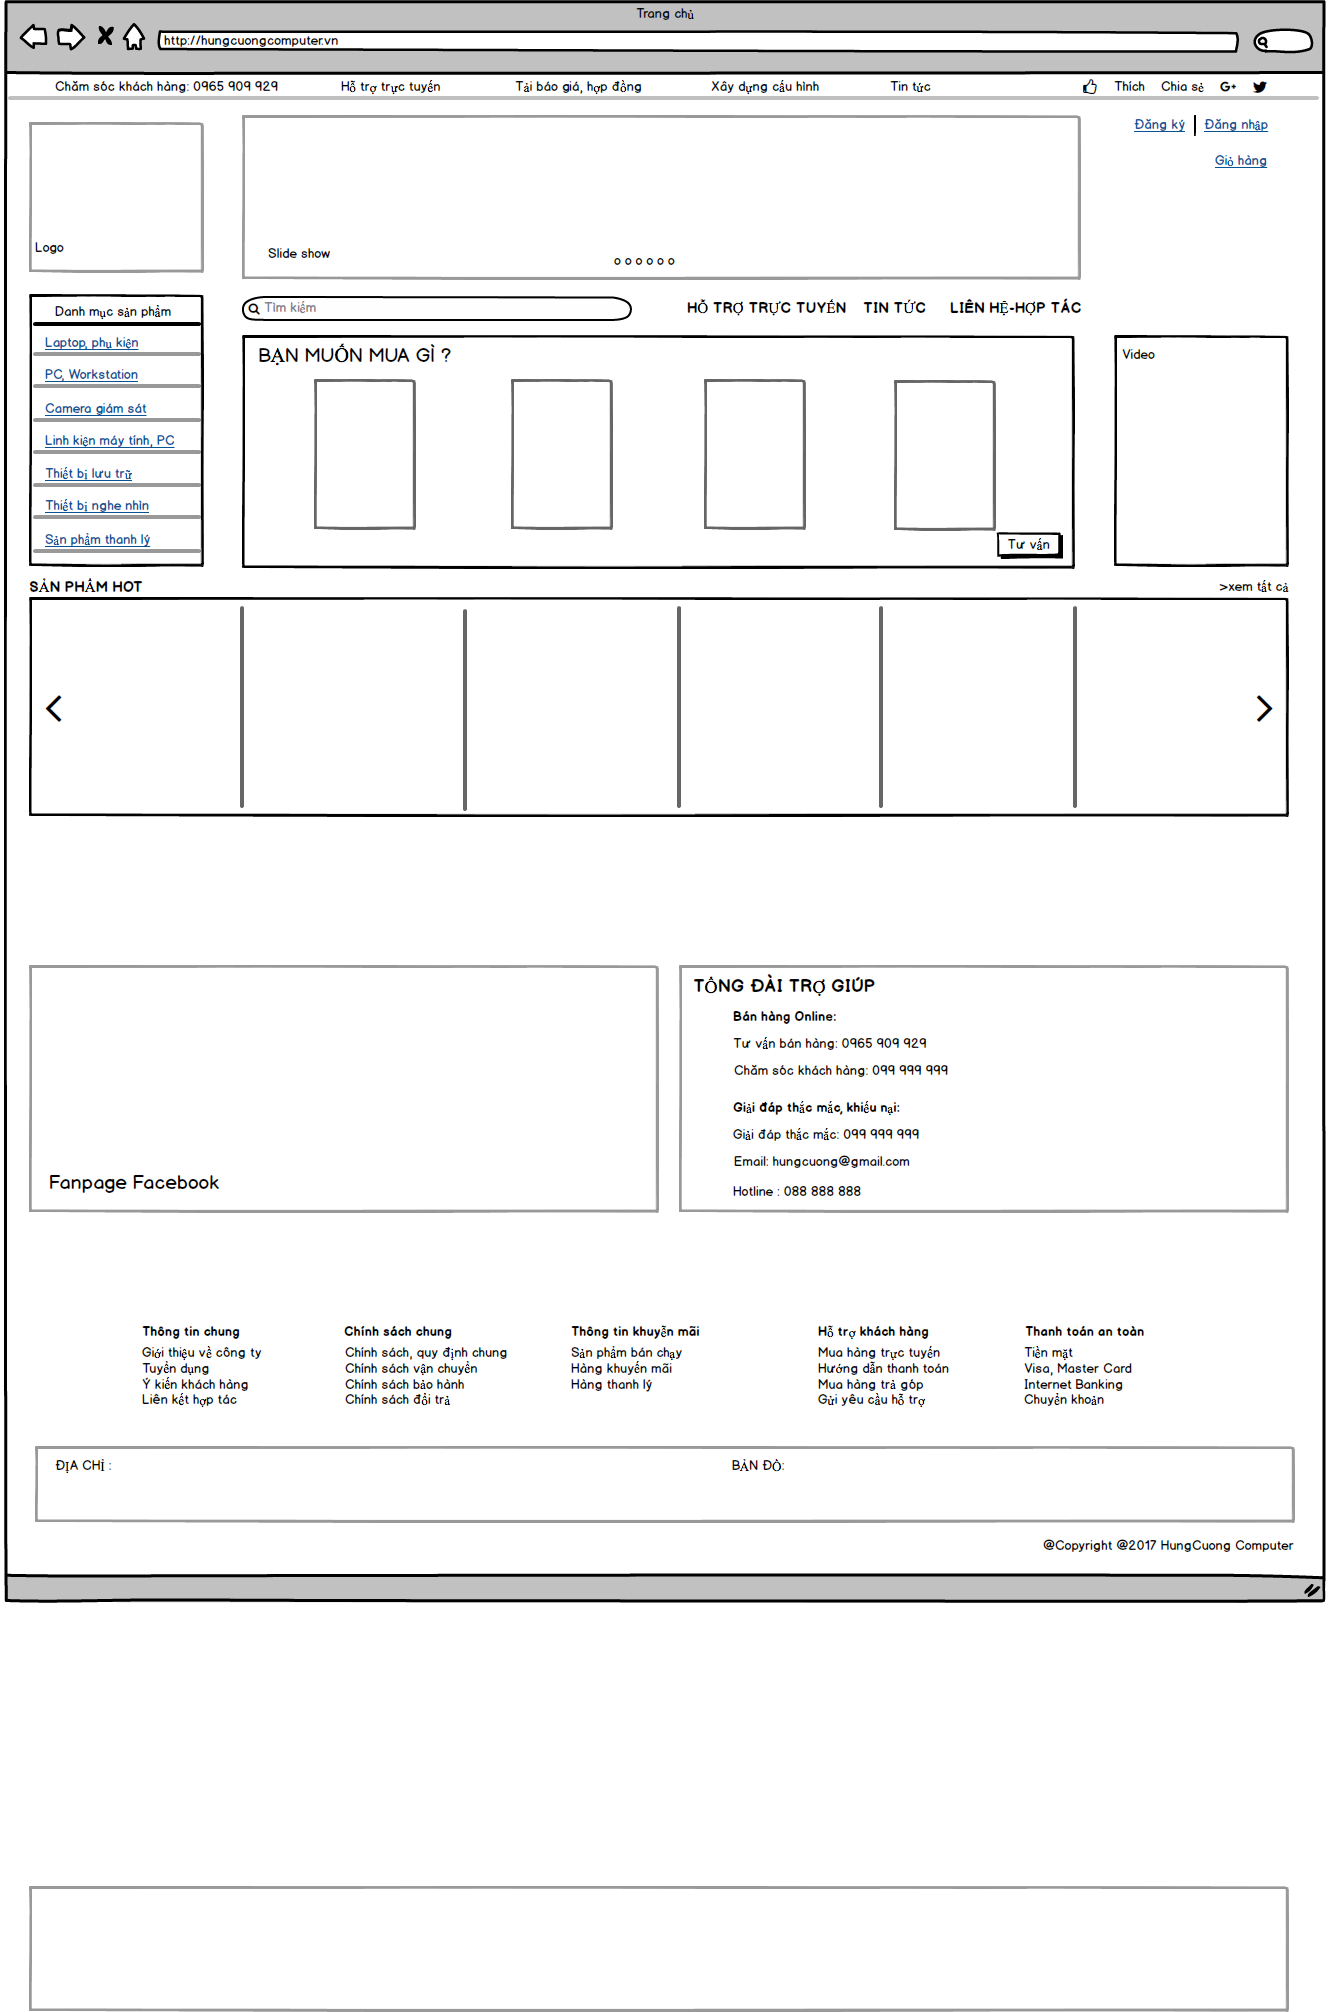 Trang chủ
http://hungcuongcomputer.vn
Chăm sóc khách hàng: 0965 909 929 Hỗ trợ trực tuyến Tải báo giá, hợp đồng Xây dựng cấu hình Tin tức Thích Chia sẻ G+
Đăng ký Đăng nhập
Giỏ hàng
Logo
Slide show
Danh mục sản phẩm
Laptop, phụ kiện
PC, Workstation
Camera giám sát
Linh kiện máy tính, PC
Thiết bị lưu trữ
Thiết bị nghe nhìn
Sản phẩm thanh lý
Tìm kiếm
HỖ TRỢ TRỰC TUYẾN TIN TỨC LIÊN HỆ-HỢP TÁC
BẠN MUỐN MUA GÌ ?
Tư vấn
Video
SẢN PHẨM HOT
>xem tất cả
Fanpage Facebook
TỔNG ĐÀI TRỢ GIÚP
Bán hàng Online:
Tư vấn bán hàng: 0965 909 929
Chăm sóc khách hàng: 099 999 999
Giải đáp thắc mắc, khiếu nại:
Giải đáp thắc mắc: 099 999 999
Email: hungcuong@gmail.com
Hotline : 088 888 888
Thông tin chung
Giới thiệu về công ty
Tuyển dụng
Ý kiến khách hàng
Liên kết hợp tác
Chính sách chung
Chính sách, quy định chung
Chính sách vận chuyển
Chính sách bảo hành
Chính sách đổi trả
Thông tin khuyễn mãi
Sản phẩm bán chạy
Hàng khuyến mãi
Hàng thanh lý
Hỗ trợ khách hàng
Mua hàng trực tuyến
Hướng dẫn thanh toán
Mua hàng trả góp
Gửi yêu cầu hỗ trợ
Thanh toán an toàn
Tiền mặt
Visa, Master Card
Internet Banking
Chuyển khoản
ĐỊA CHỈ :
BẢN ĐỒ:
@Copyright @2017 HungCuong Computer